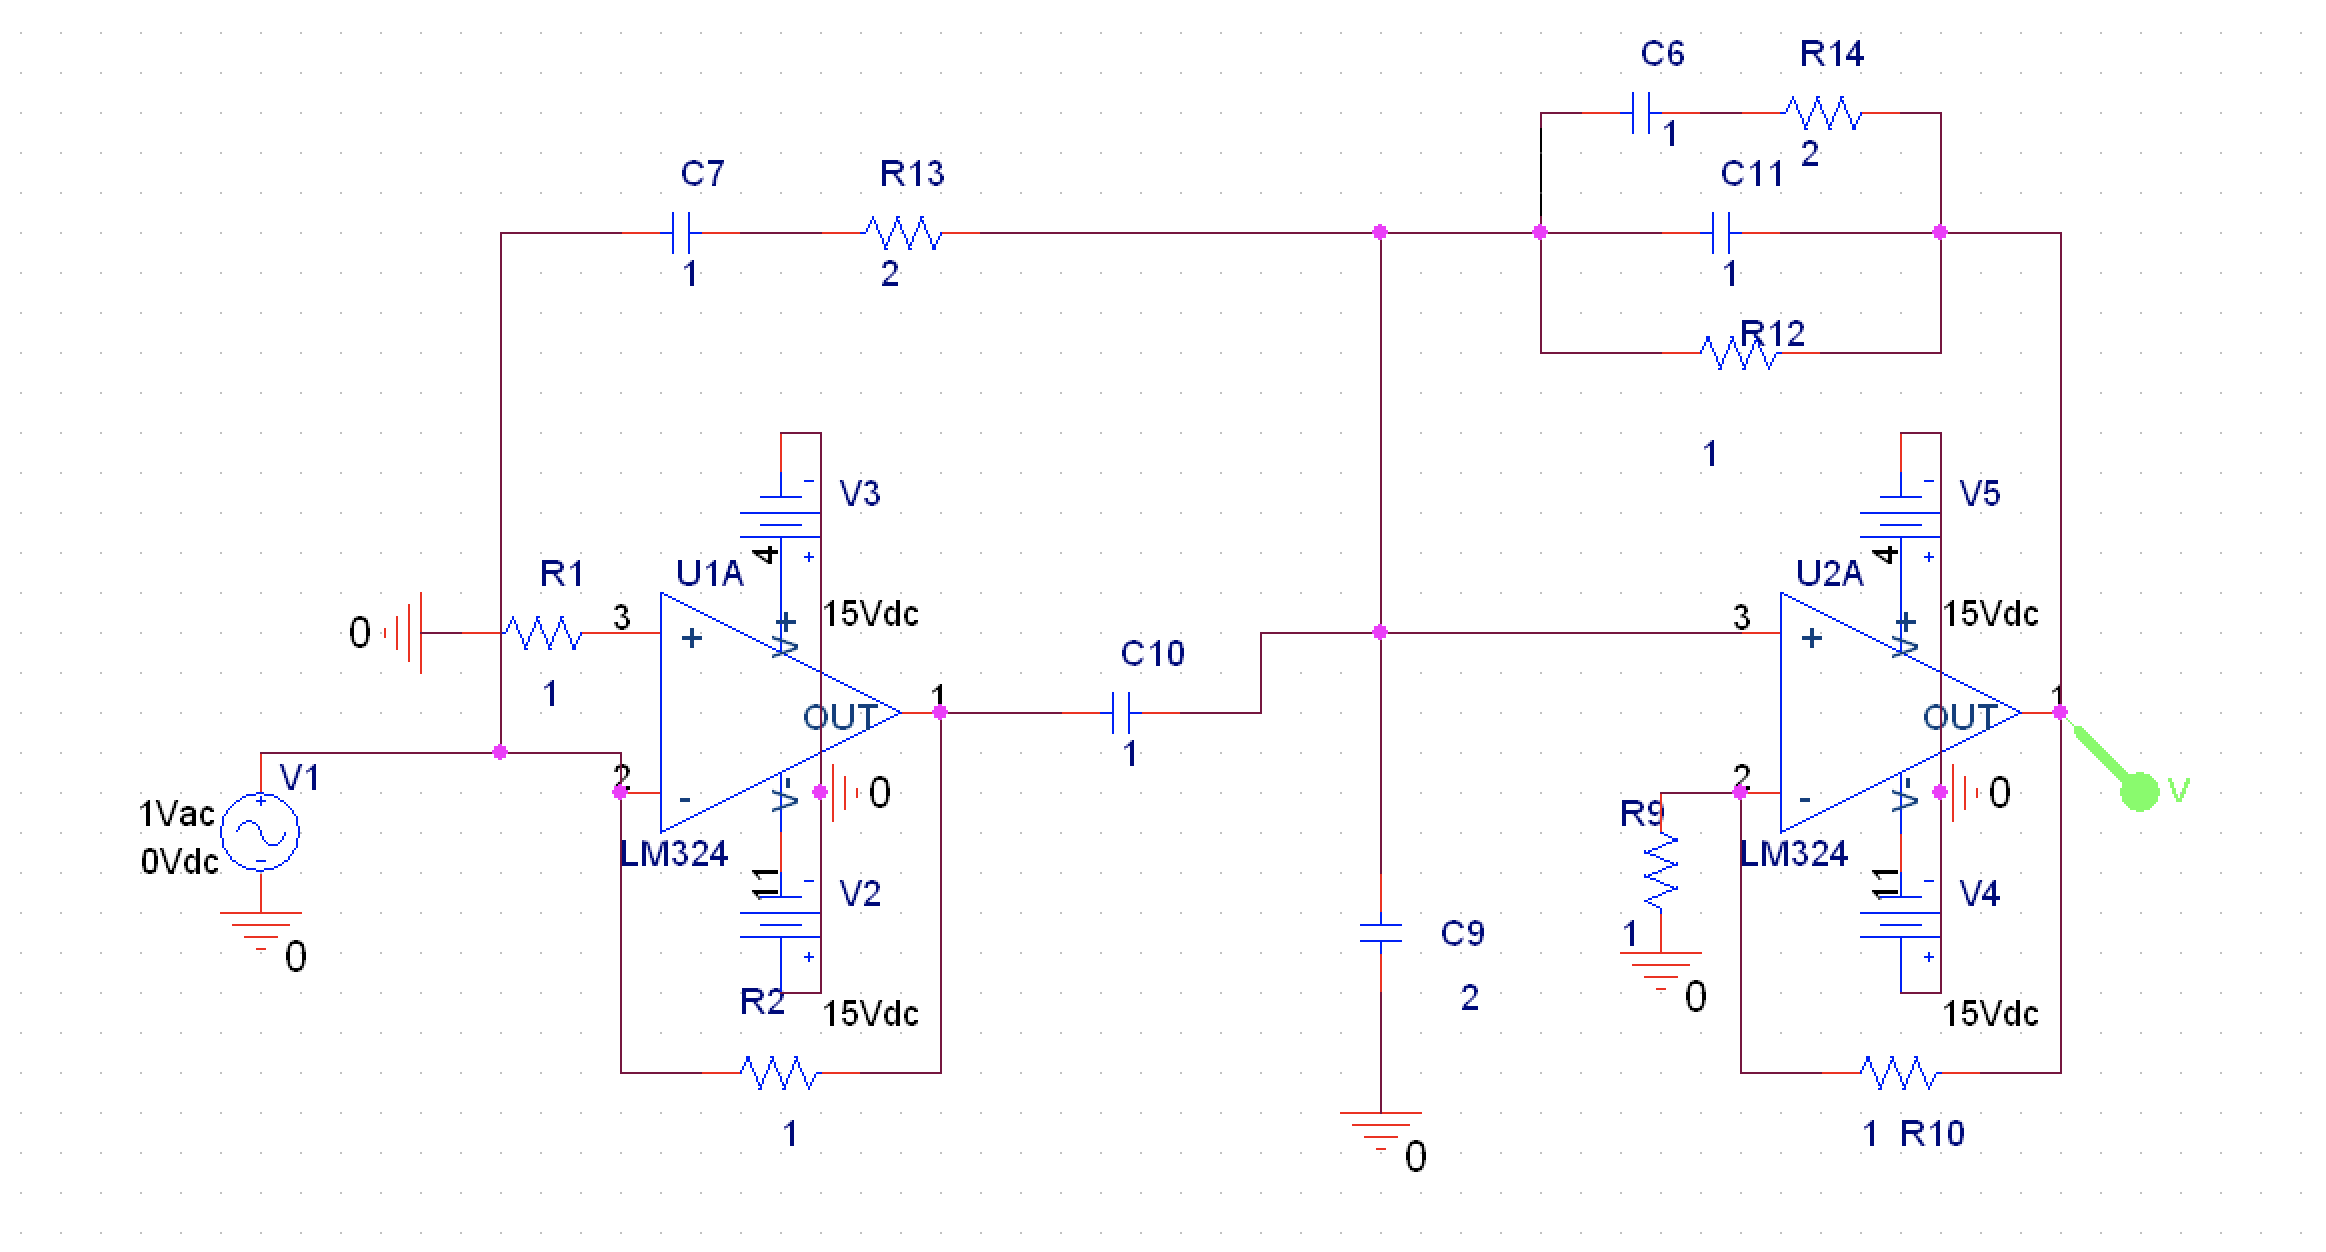 C6
R14
1
2
C7
R13
C11
1
2
1
R12
1
V3
V5
4
4
R1
U1A
U2A
0
3
+
V+
15Vdc
3
+
V+
15Vdc
1
C10
1
1
OUT
OUT
V1
2
-
V-
0
1
2
-
V-
0
V
1Vac
R9
0Vdc
LM324
LM324
11
V2
11
V4
1
C9
0
R2
2
0
15Vdc
15Vdc
1
1 R10
0